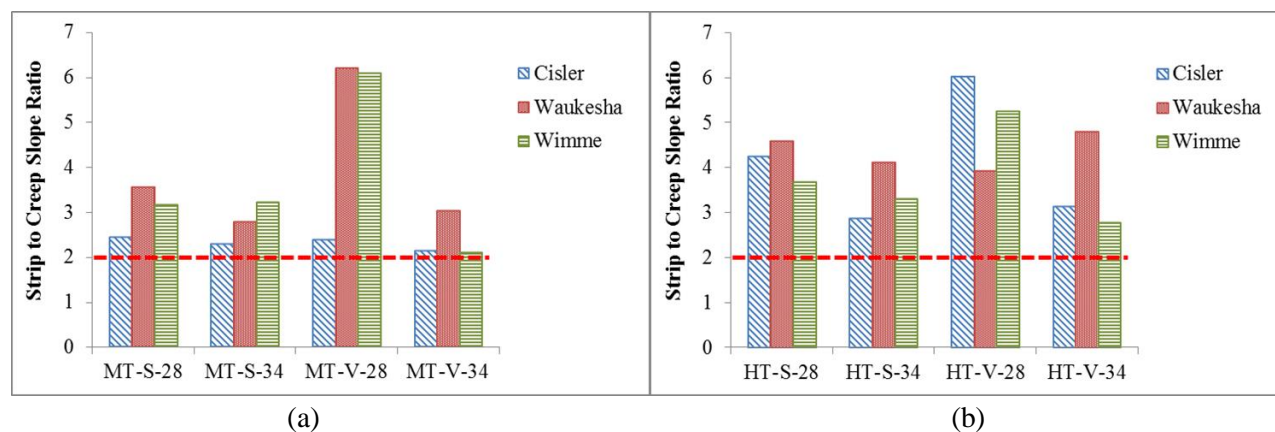 Strip to Creep Slope Ratio
7
6
5
4
3
2
1
0
MT-S-28 MT-S-34 MT-V-28 MT-V-34
Cisler
Waukesha
Wimme
(a)
Strip to Creep Slope Ratio
7
6
5
4
3
2
1
0
HT-S-28 HT-S-34 HT-V-28 HT-V-34
Cisler
Waukesha
Wimme
(b)